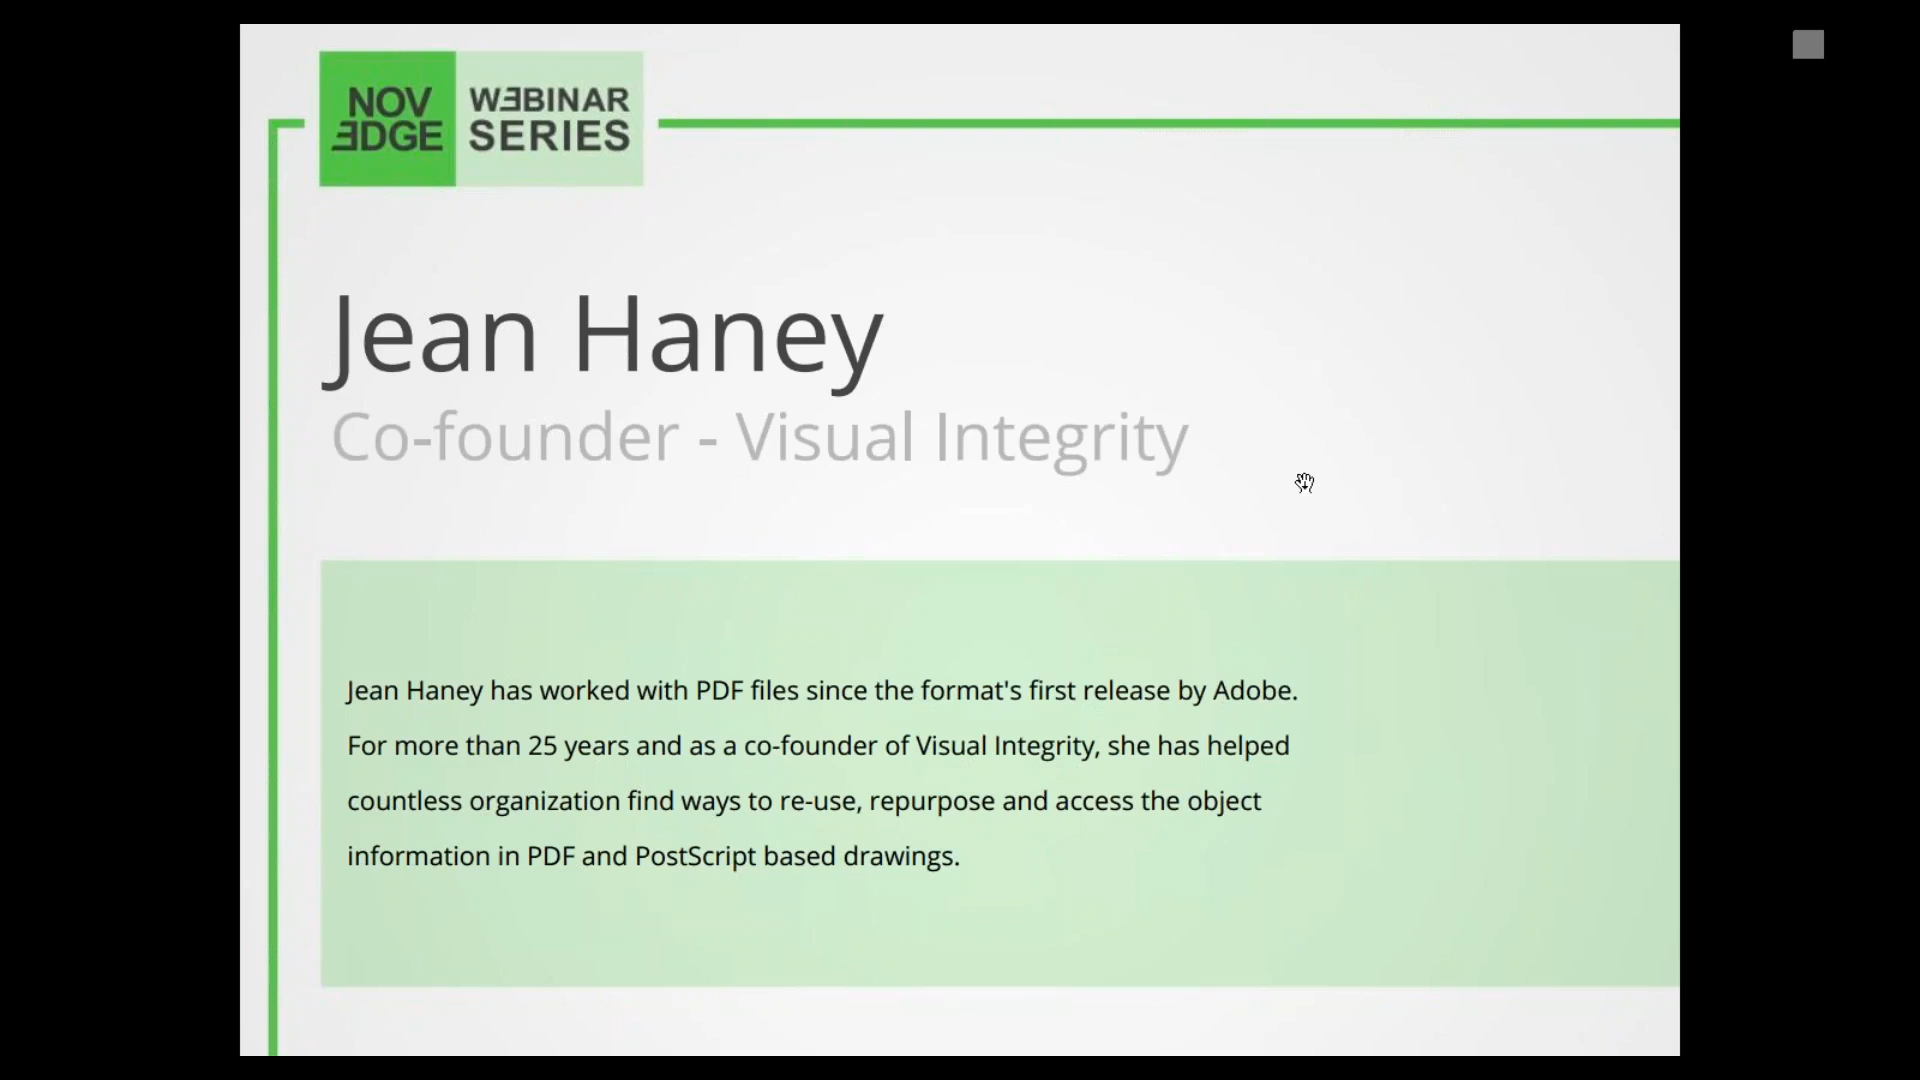 NOV
EDGE
WEBINAR
SERIES
Jean Haney
Co-founder - Visual Integrity
Jean Haney has worked with PDF files since the format's first release by Adobe.
For more than 25 years and as a co-founder of Visual Integrity, she has helped
countless organization find ways to re-use, repurpose and access the object
information in PDF and PostScript based drawings.